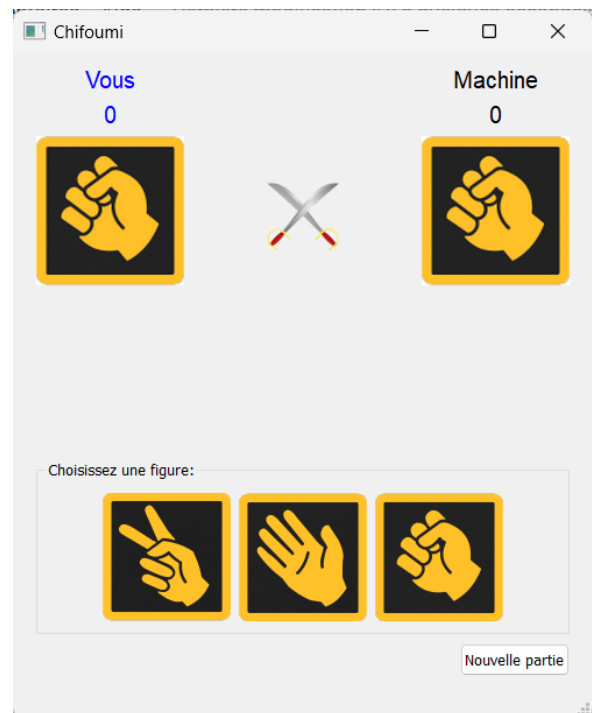 Chifoumi
Vous
Machine
0
0
Choisissez une figure:
Nouvelle partie